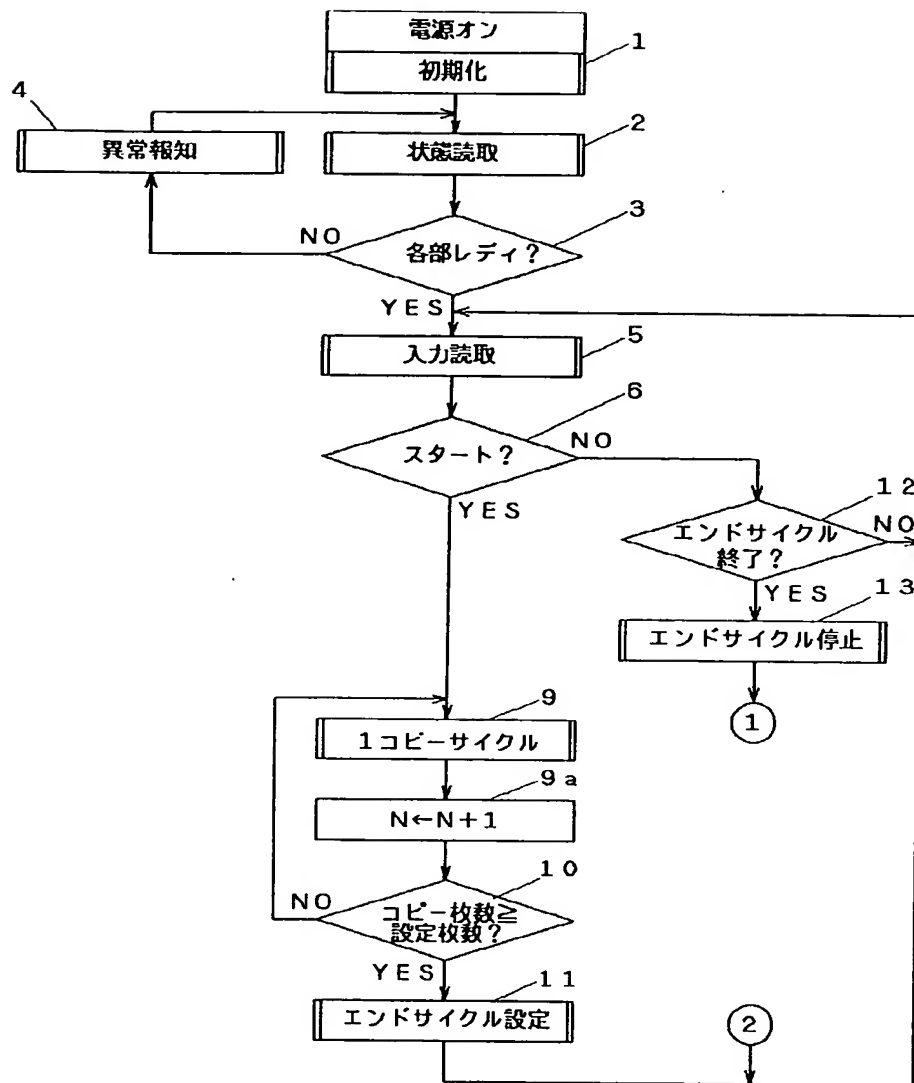 電源オン
1
初期化
4
2
異常報知
状態読取
3
NO
各部レディ？
YES
5
入力読取
6
スタート？
NO
YES
12
エンドサイクル
終了？
NO
YES
13
エンドサイクル停止
1
9
1コピーサイクル
9a
N←N+1
10
NO
コピー枚数≧
設定枚数？
YES
11
エンドサイクル設定
2